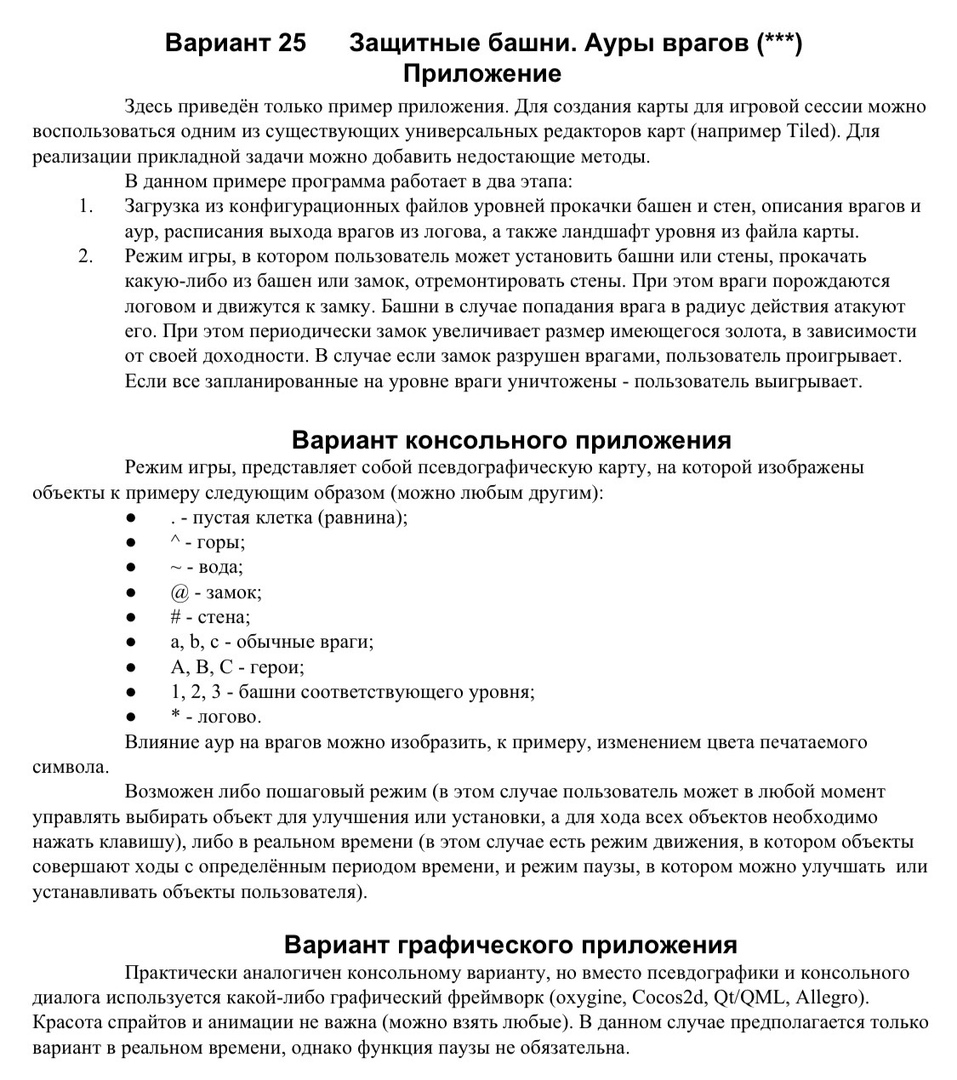 Вариант 25 Защитные башни. Ауры врагов (***)
Приложение
Здесь приведён только пример приложения. Для создания карты для игровой сессии можно
воспользоваться одним из существующих универсальных редакторов карт (например Tiled). Для
реализации прикладной задачи можно добавить недостающие методы.
В данном примере программа работает в два этапа:
1. Загрузка из конфигурационных файлов уровней прокачки башен и стен, описания врагов и
аур, расписания выхода врагов из логова, а также ландшафт уровня из файла карты.
2. Режим игры, в котором пользователь может установить башни или стены, прокачать
какую-либо из башен или замок, отремонтировать стены. При этом враги порождаются
логовом и движутся к замку. Башни в случае попадания врага в радиус действия атакуют
его. При этом периодически замок увеличивает размер имеющегося золота, в зависимости
от своей доходности. В случае если замок разрушен врагами, пользователь проигрывает.
Если все запланированные на уровне враги уничтожены - пользователь выигрывает.
Вариант консольного приложения
Режим игры, представляет собой псевдографическую карту, на которой изображены
объекты к примеру следующим образом (можно любым другим):
● . - пустая клетка (равнина);
● ^ - горы;
● ~ - вода;
● @ - замок;
● # - стена;
● a, b, c - обычные враги;
● A, B, C - герои;
● 1, 2, 3 - башни соответствующего уровня;
● * - логово.
Влияние аур на врагов можно изобразить, к примеру, изменением цвета печатаемого
символа.
Возможен либо пошаговый режим (в этом случае пользователь может в любой момент
управлять выбирать объект для улучшения или установки, а для хода всех объектов необходимо
нажать клавишу), либо в реальном времени (в этом случае есть режим движения, в котором объекты
совершают ходы с определённым периодом времени, и режим паузы, в котором можно улучшать или
устанавливать объекты пользователя).
Вариант графического приложения
Практически аналогичен консольному варианту, но вместо псевдографики и консольного
диалога используется какой-либо графический фреймворк (oxygine, Cocos2d, Qt/QML, Allegro).
Красота спрайтов и анимации не важна (можно взять любые). В данном случае предполагается только
вариант в реальном времени, однако функция паузы не обязательна.